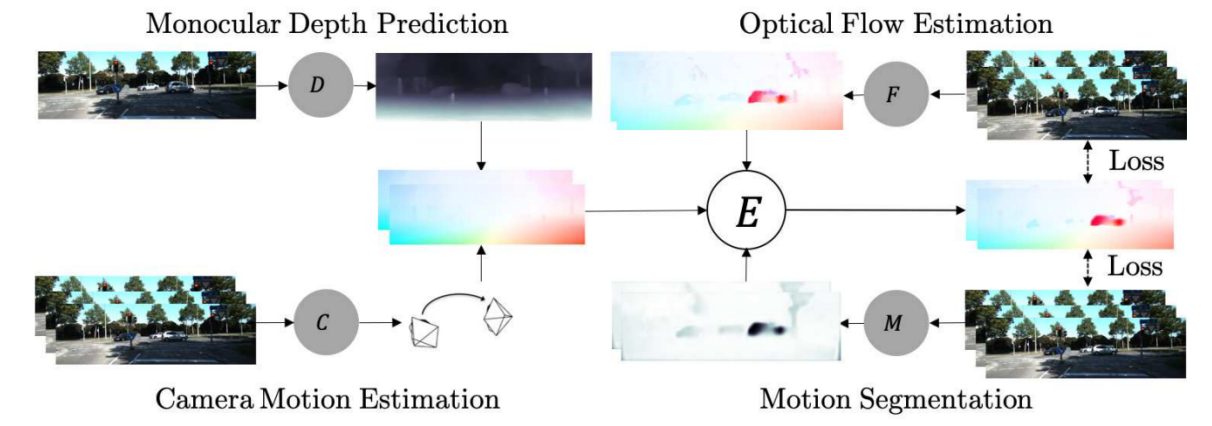 Monocular Depth Prediction
Optical Flow Estimation
D
F
Loss
E
Loss
C
M
Camera Motion Estimation
Motion Segmentation